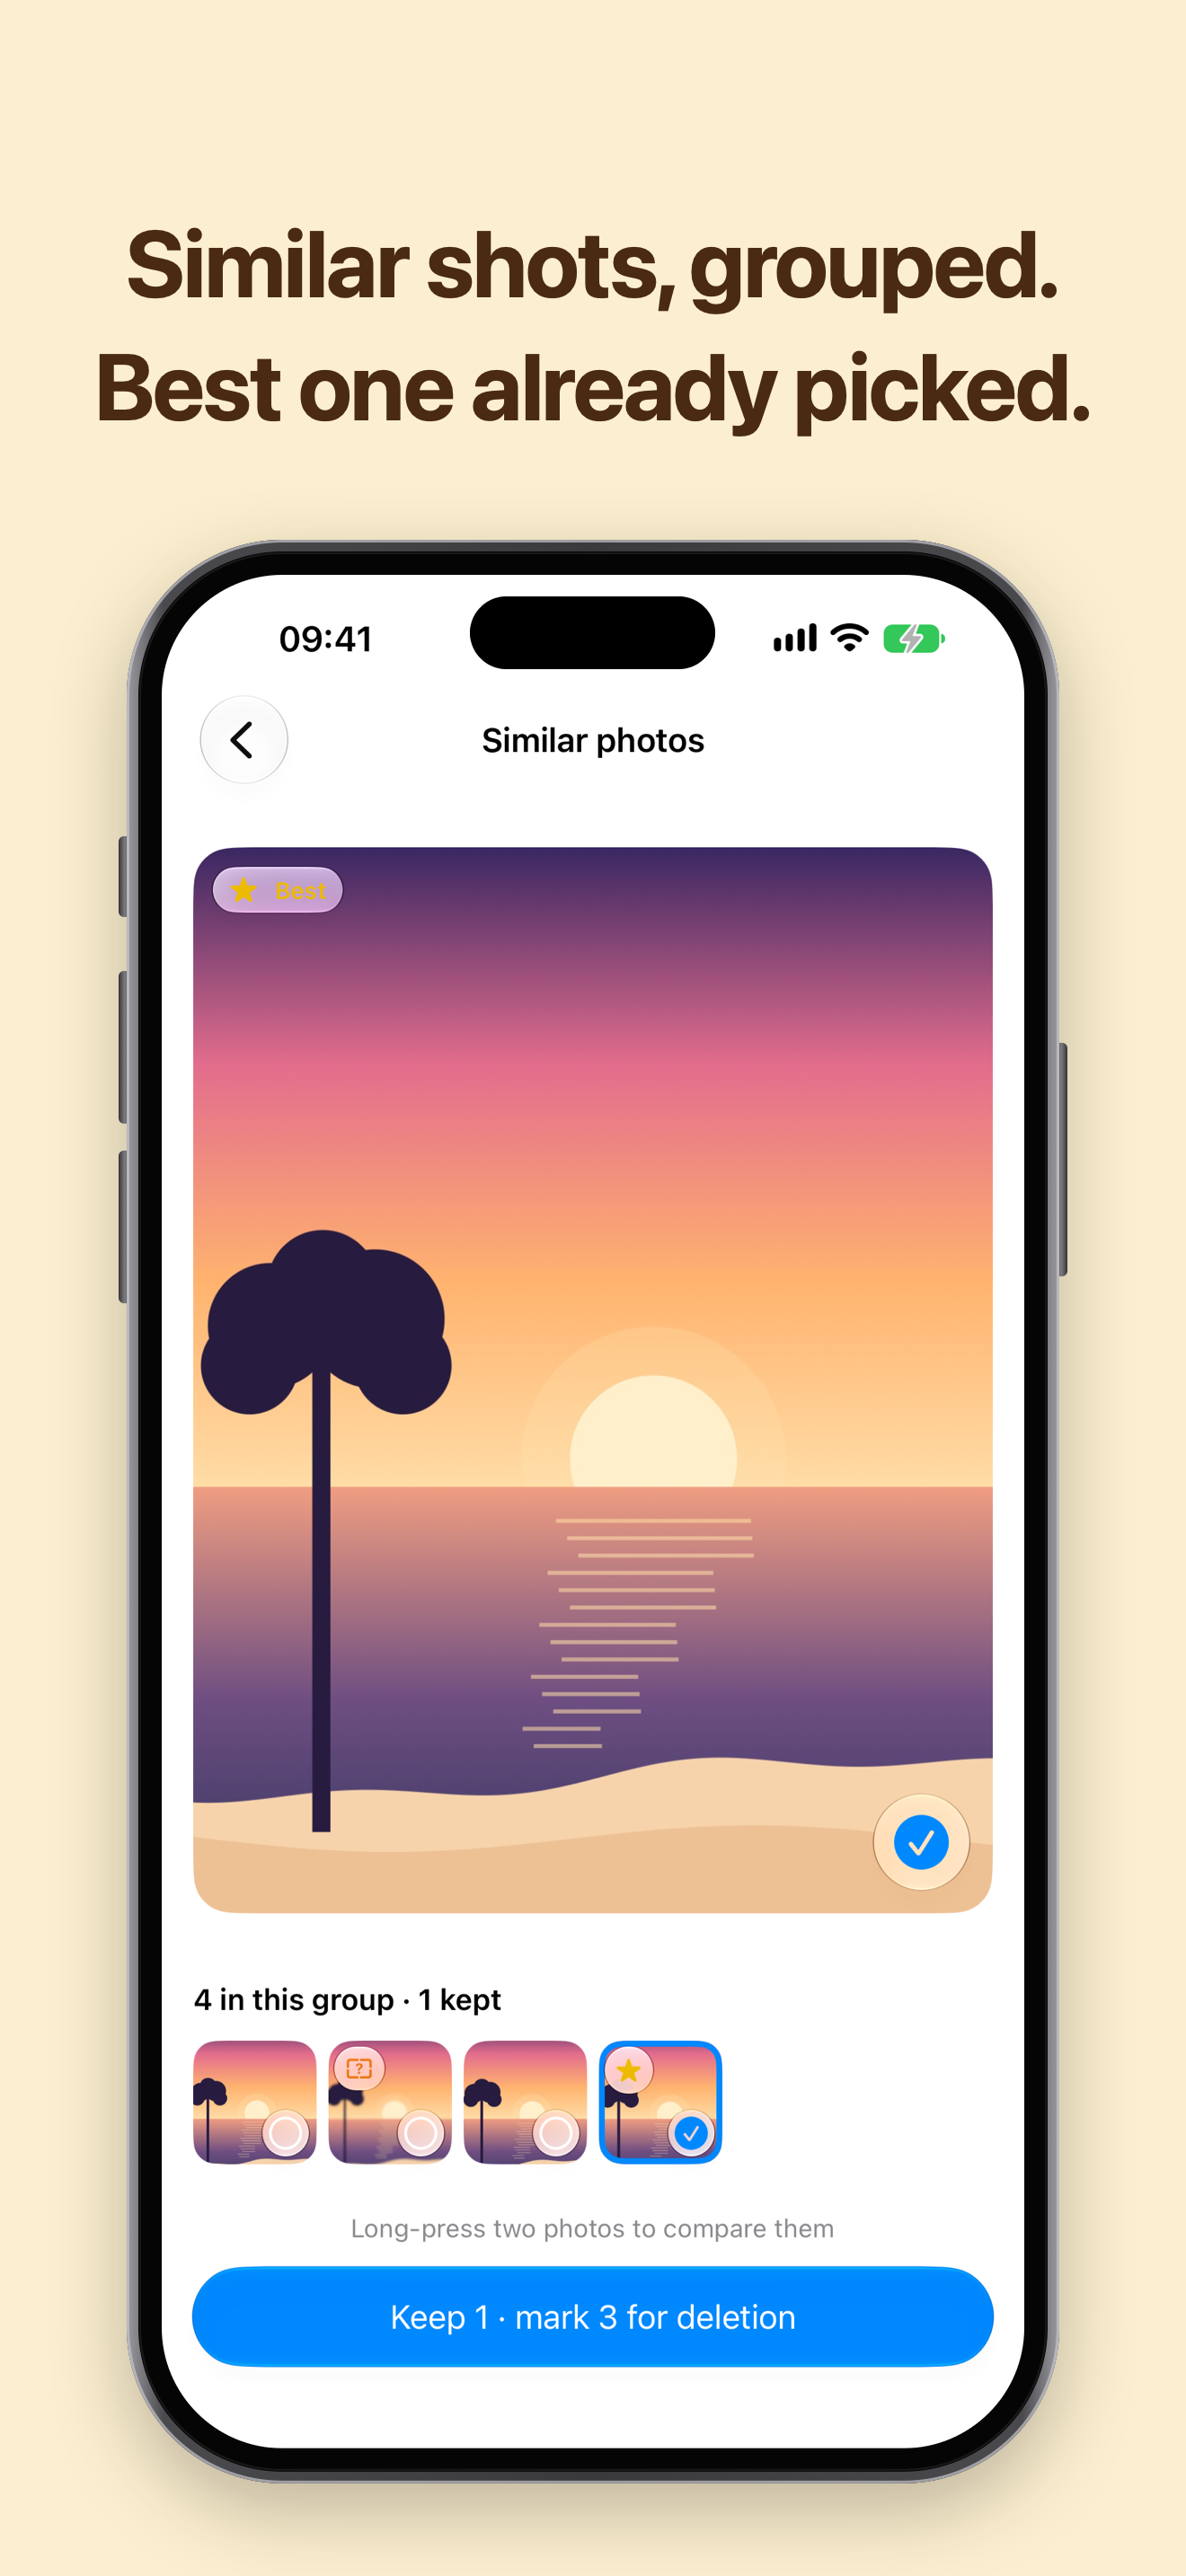 Similar shots, grouped.
Best one already picked.
09:41
Similar photos
Best
4 in this group · 1 kept
?
Long-press two photos to compare them
Keep 1 · mark 3 for deletion